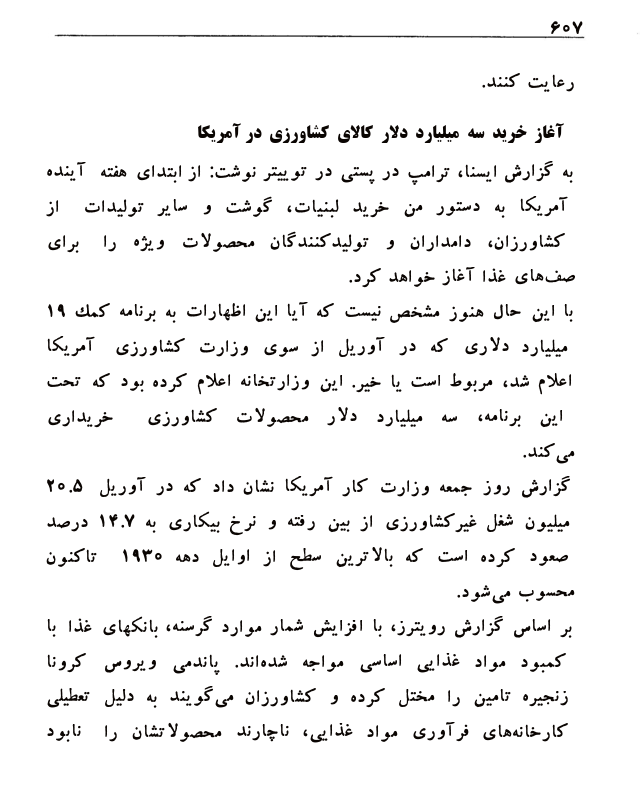 ۶۰۷
رعایت کنند.
آغاز خرید سه میلیارد دلار کالای کشاورزی در آمریکا
به گزارش ایسنا، ترامپ در پستی در توییتر نوشت: از ابتدای هفته آینده
آمریکا به دستور من خرید لبنیات، گوشت و سایر تولیدات از
کشاورزان، دامداران و تولیدکنندگان محصولات ویژه را برای
صف‌های غذا آغاز خواهد کرد.
با این حال هنوز مشخص نیست که آیا این اظهارات به برنامه کمک ۱۹
میلیارد دلاری که در آوریل از سوی وزارت کشاورزی آمریکا
اعلام شد، مربوط است یا خیر. این وزارتخانه اعلام کرده بود که تحت
این برنامه، سه میلیارد دلار محصولات کشاورزی خریداری
می‌کند.
گزارش روز جمعه وزارت کار آمریکا نشان داد که در آوریل ۲۰.۵
میلیون شغل غیرکشاورزی از بین رفته و نرخ بیکاری به ۱۴.۷ درصد
صعود کرده است که بالاترین سطح از اوایل دهه ۱۹۳۰ تاکنون
محسوب می‌شود.
بر اساس گزارش رویترز، با افزایش شمار موارد گرسنه، بانکهای غذا با
کمبود مواد غذایی اساسی مواجه شده‌اند. پاندمی ویروس کرونا
زنجیره تامین را مختل کرده و کشاورزان می‌گویند به دلیل تعطیلی
کارخانه‌های فرآوری مواد غذایی، ناچارند محصولاتشان را نابود